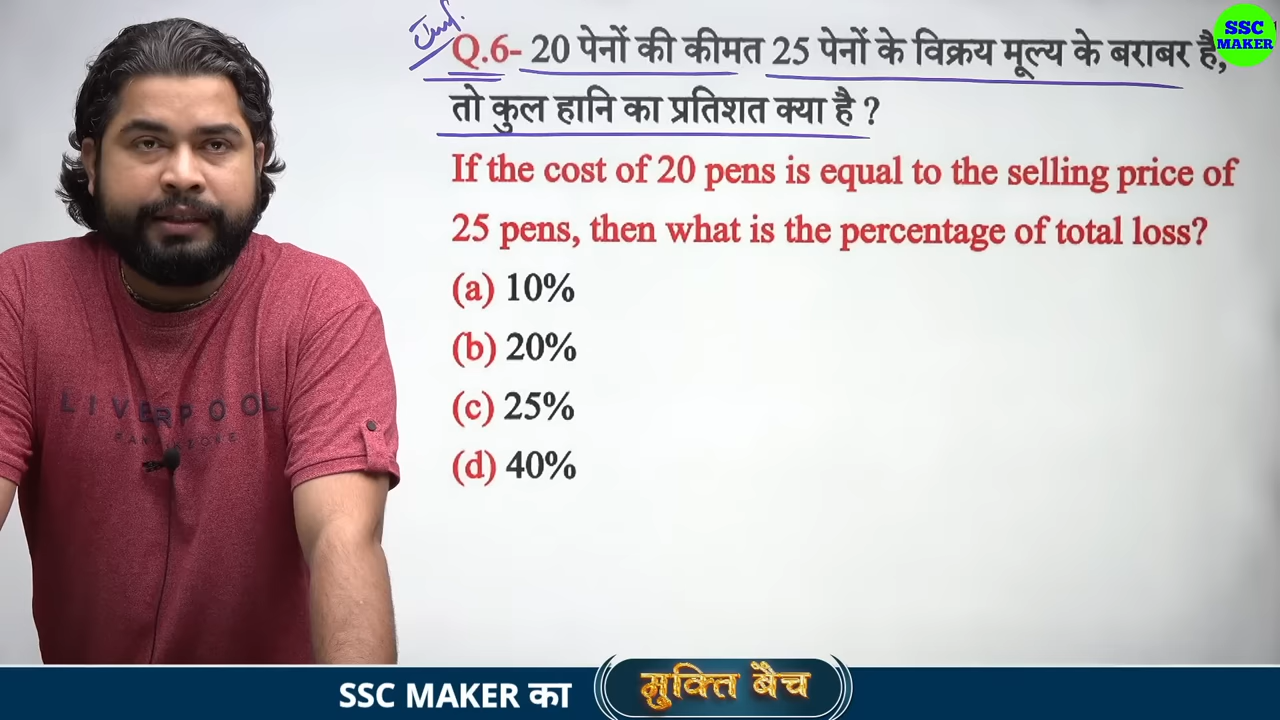 Q.6- 20 पेनों की कीमत 25 पेनों के विक्रय मूल्य के बराबर है,
तो कुल हानि का प्रतिशत क्या है ?
If the cost of 20 pens is equal to the selling price of
25 pens, then what is the percentage of total loss?
(a) 10%
(b) 20%
(c) 25%
(d) 40%
SSC
MAKER
LIVERPOOL
SSC MAKER का मुक्ति बैच